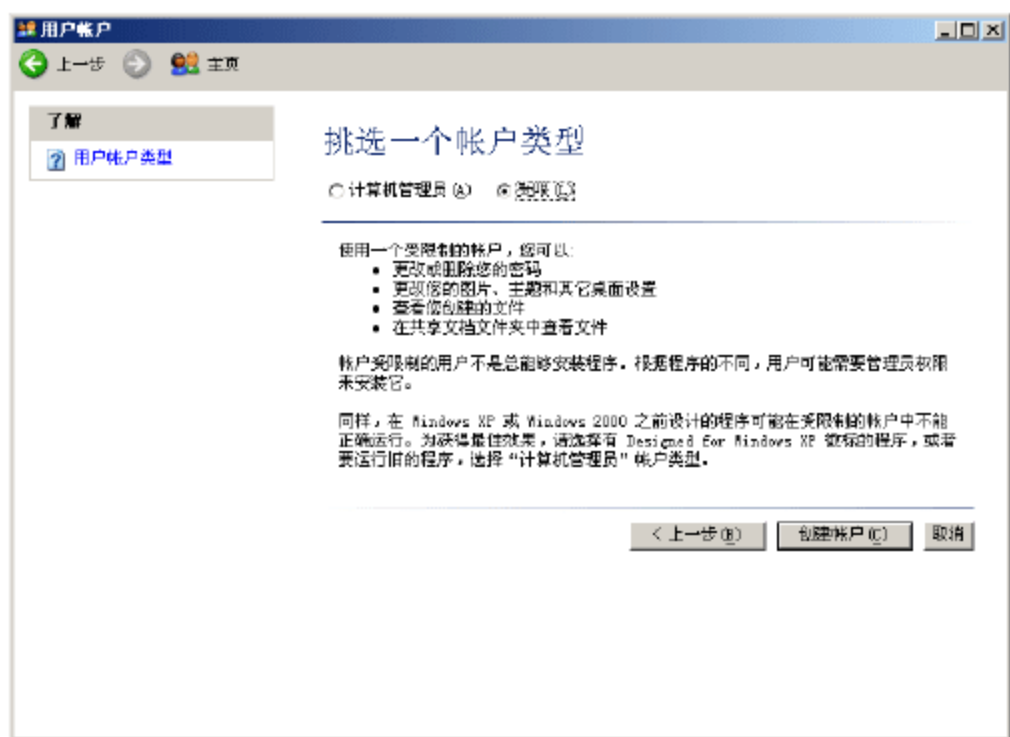 用户帐户
上一步 主页
了解
用户帐户类型
挑选一个帐户类型
计算机管理员(A) 受限(L)
使用一个受限制的帐户，您可以:
• 更改或删除您的密码
• 更改您的图片、主题和其它桌面设置
• 查看您创建的文件
• 在共享文档文件夹中查看文件
帐户受限制的用户不是总能够安装程序。根据程序的不同，用户可能需要管理员权限
来安装它。
同样，在 Windows XP 或 Windows 2000 之前设计的程序可能在受限制的帐户中不能
正确运行。为获得最佳效果，请选择有 Designed for Windows XP 徽标的程序，或者
要运行旧的程序，选择“计算机管理员”帐户类型。
< 上一步(B) 创建帐户(C) 取消